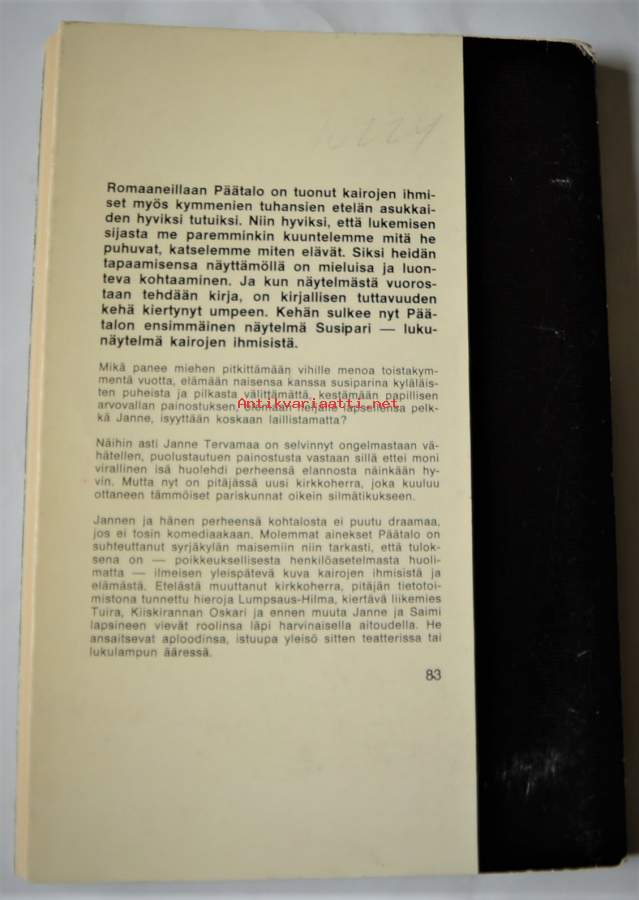 Romaaneillaan Päätalo on tuonut kairojen ihmi-
set myös kymmenien tuhansien etelän asukkai-
den hyviksi tutuiksi. Niin hyviksi, että lukemisen
sijasta me paremminkin kuuntelemme mitä he
puhuvat, katselemme miten elävät. Siksi heidän
tapaamisensa näyttämöllä on mieluisa ja luon-
teva kohtaaminen. Ja kun näytelmästä vuoros-
taan tehdään kirja, on kirjallisen tuttavuuden
kehä kiertynyt umpeen. Kehän sulkee nyt Pää-
talon ensimmäinen näytelmä Susipari — luku-
näytelmä kairojen ihmisistä.
Mikä panee miehen pitkittämään vihille menoa toistakym-
mentä vuotta, elämään naisensa kanssa susiparina kyläläis-
ten puheista ja pilkasta välittämättä, kestämään papillisen
arvovallan painostuksen, olemaan neljälle lapsellensa pelk-
Antikvariaatti.net
kä Janne, isyyttään koskaan laillistamatta?
Näihin asti Janne Tervamaa on selvinnyt ongelmastaan vä-
hätellen, puolustautuen painostusta vastaan sillä ettei moni
virallinen isä huolehdi perheensä elannosta näinkään hy-
vin. Mutta nyt on pitäjässä uusi kirkkoherra, joka kuuluu
ottaneen tämmöiset pariskunnat oikein silmätikukseen.
Jannen ja hänen perheensä kohtalosta ei puutu draamaa,
jos ei tosin komediaakaan. Molemmat ainekset Päätalo on
suhteuttanut syrjäkylän maisemiin niin tarkasti, että tulok-
sena on — poikkeuksellisesta henkilöasetelmasta huoli-
matta — ilmeisen yleispätevä kuva kairojen ihmisistä ja
elämästä. Etelästä muuttanut kirkkoherra, pitäjän tietotoi-
mistona tunnettu hieroja Lumpsaus-Hilma, kiertävä liikemies
Tuira, Kiiskirannan Oskari ja ennen muuta Janne ja Saimi
lapsineen vievät roolinsa läpi harvinaisella aitoudella. He
ansaitsevat aploodinsa, istuupa yleisö sitten teatterissa tai
lukulampun ääressä.
83